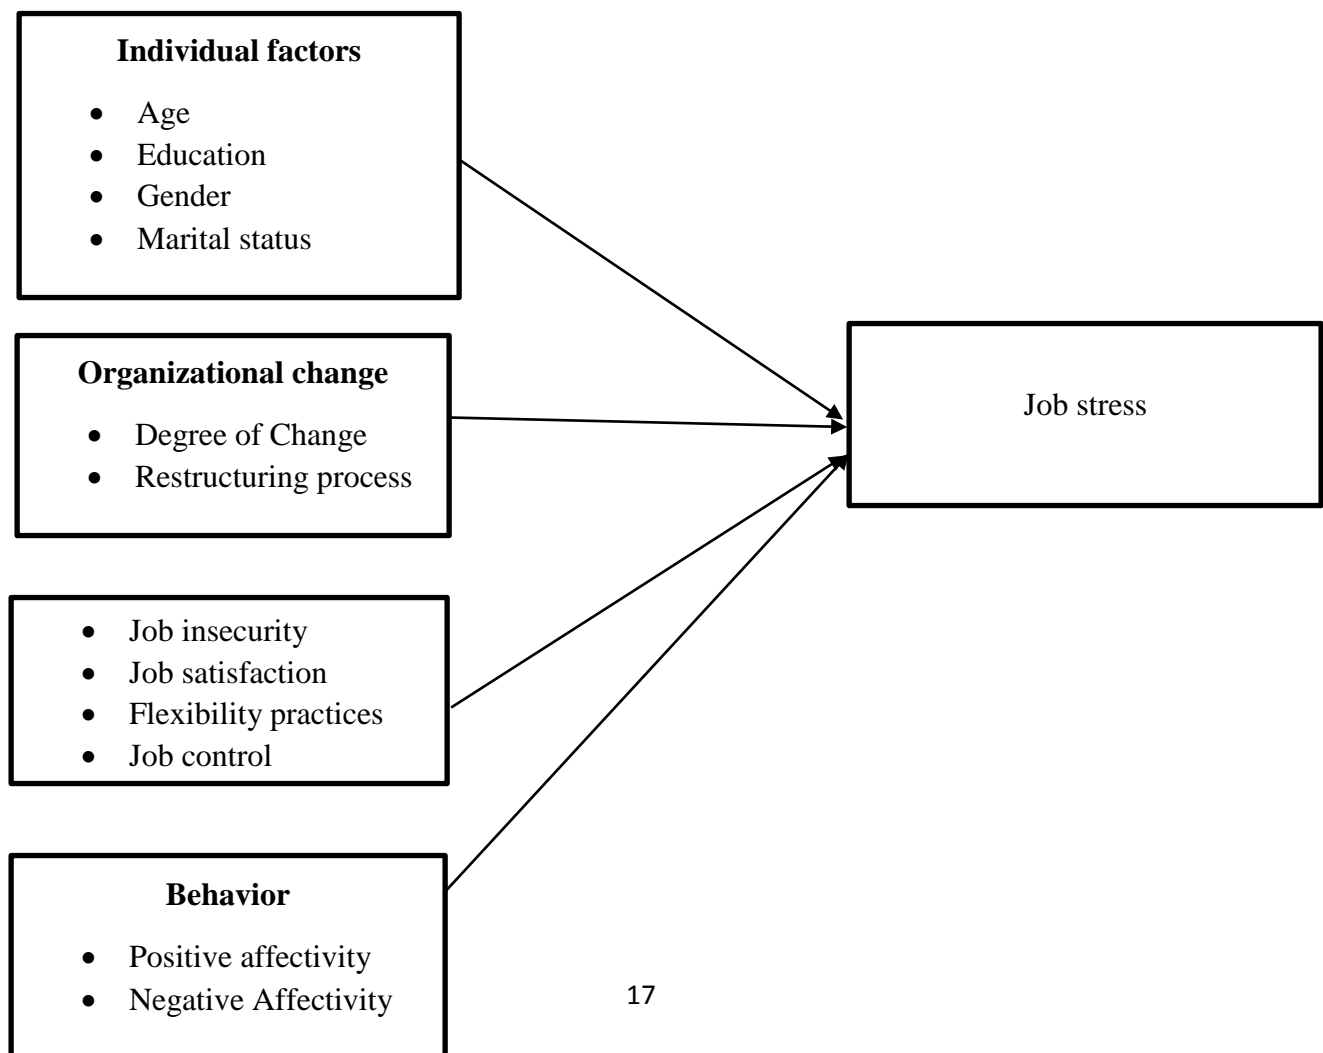 Individual factors
• Age
• Education
• Gender
• Marital status
Organizational change
• Degree of Change
• Restructuring process
Job stress
• Job insecurity
• Job satisfaction
• Flexibility practices
• Job control
Behavior
• Positive affectivity
• Negative Affectivity
17